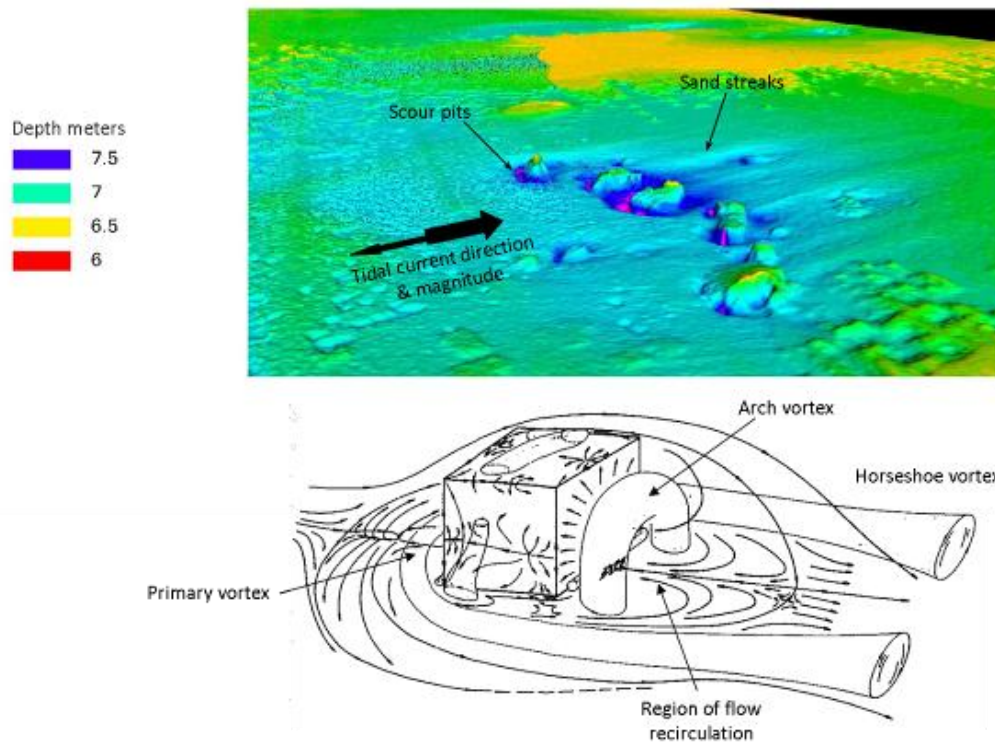 Sand streaks
Scour pits
Depth meters
7.5
7
6.5
6
Tidal current direction
& magnitude
Arch vortex
Horseshoe vortex
Primary vortex
Region of flow
recirculation